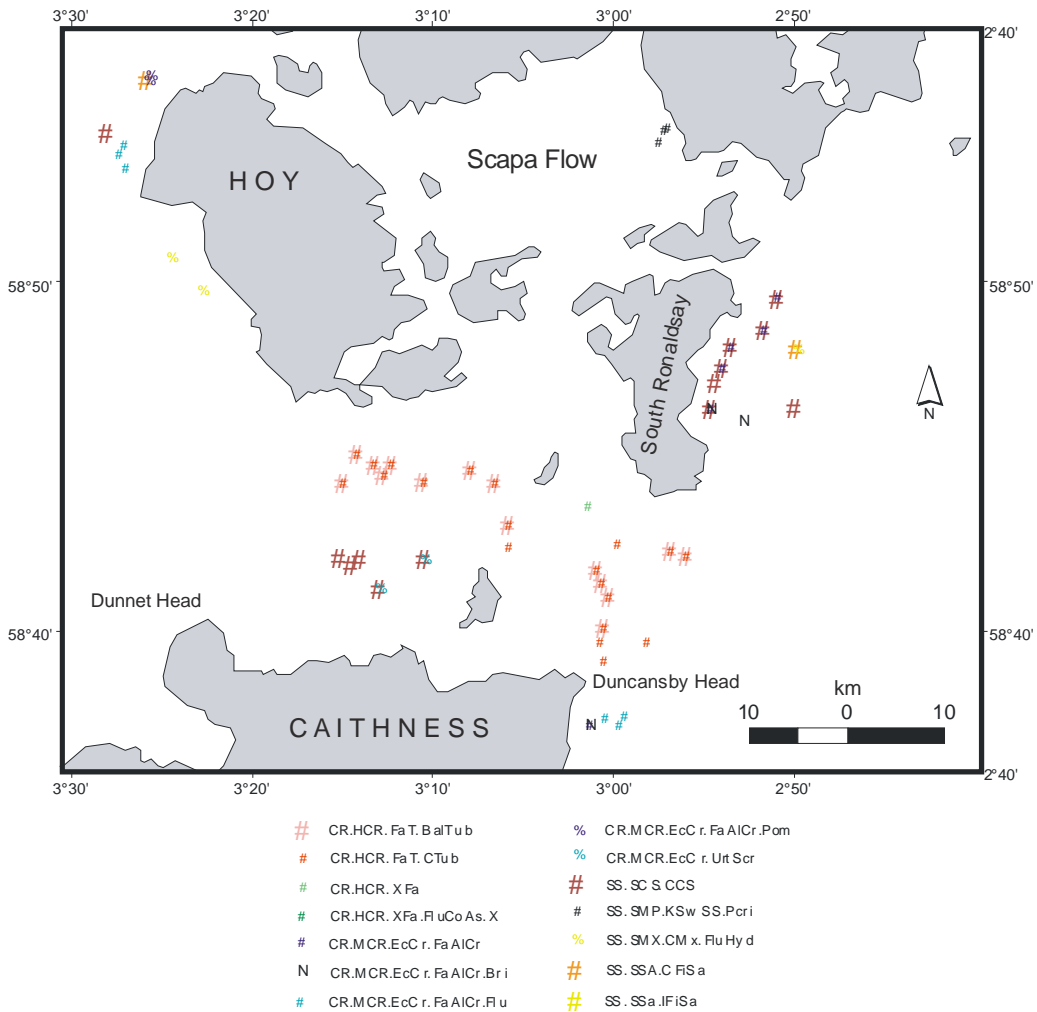 3°30' 3°20' 3°10' 3°00' 2°50'
2°40'
Scapa Flow
HOY
58°50' 58°50'
South Ronaldsay
N
N
N
Dunnet Head
58°40' 58°40'
Duncansby Head
km
10 0 10
CAITHNESS
N
3°30' 3°20' 3°10' 3°00' 2°50' 2°40'
# CR.HCR.FaT.BalTub
# CR.HCR.FaT.CTub
# CR.HCR.XFa
# CR.HCR.XFa.FluCoAs.X
# CR.MCR.EcCr.FaAlCr
N CR.MCR.EcCr.FaAlCr.Bri
# CR.MCR.EcCr.FaAlCr.Flu
% CR.MCR.EcCr.FaAlCr.Pom
% CR.MCR.EcCr.UrtScr
# SS.SCS.CCS
# SS.SMP.KSwSS.Pcri
% SS.SMX.CMx.FluHyd
# SS.SSA.CFiSa
# SS.SSa.IFiSa